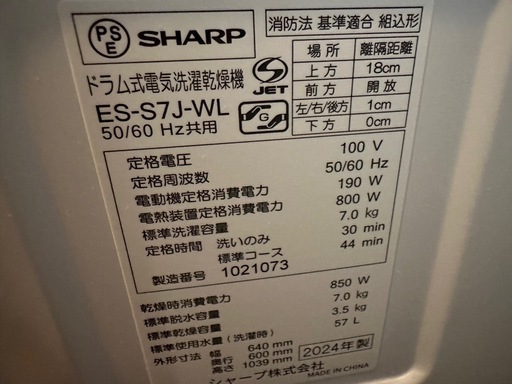 PSE SHARP
ドラム式電気洗濯乾燥機
ES-S7J-WL
50/60 Hz共用
S-JET
G
消防法 基準適合 組込形
場所 離隔距離
上方 18cm
前方 開放
左/右/後方 1cm
下方 0cm
定格電圧 100 V
定格周波数 50/60 Hz
電動機定格消費電力 190 W
電熱装置定格消費電力 800 W
標準洗濯容量 7.0 kg
定格時間 洗いのみ 30 min
標準コース 44 min
製造番号 1021073
乾燥時消費電力 850 W
標準脱水容量 7.0 kg
標準乾燥容量 3.5 kg
標準使用水量(洗濯時) 57 L
外形寸法 幅 640 mm
奥行 600 mm
高さ 1039 mm
2024年製
シャープ株式会社 MADE IN CHINA